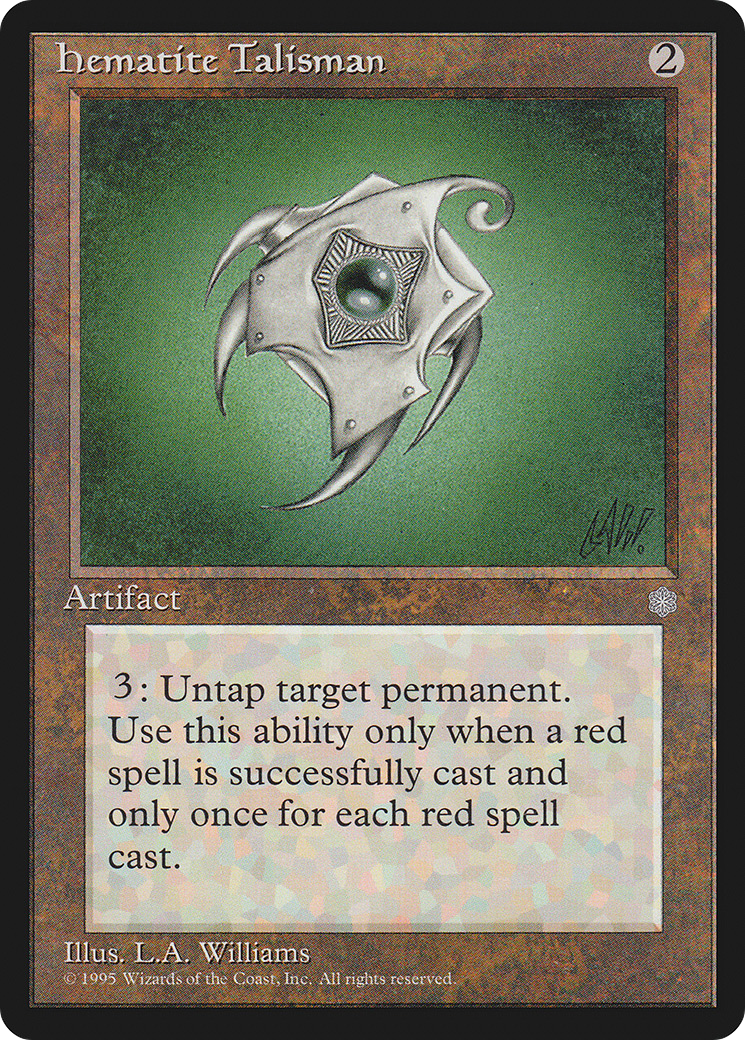 Hematite Talisman
2
Artifact
3: Untap target permanent.
Use this ability only when a red
spell is successfully cast and
only once for each red spell
cast.
Illus. L.A. Williams
© 1995 Wizards of the Coast, Inc. All rights reserved.